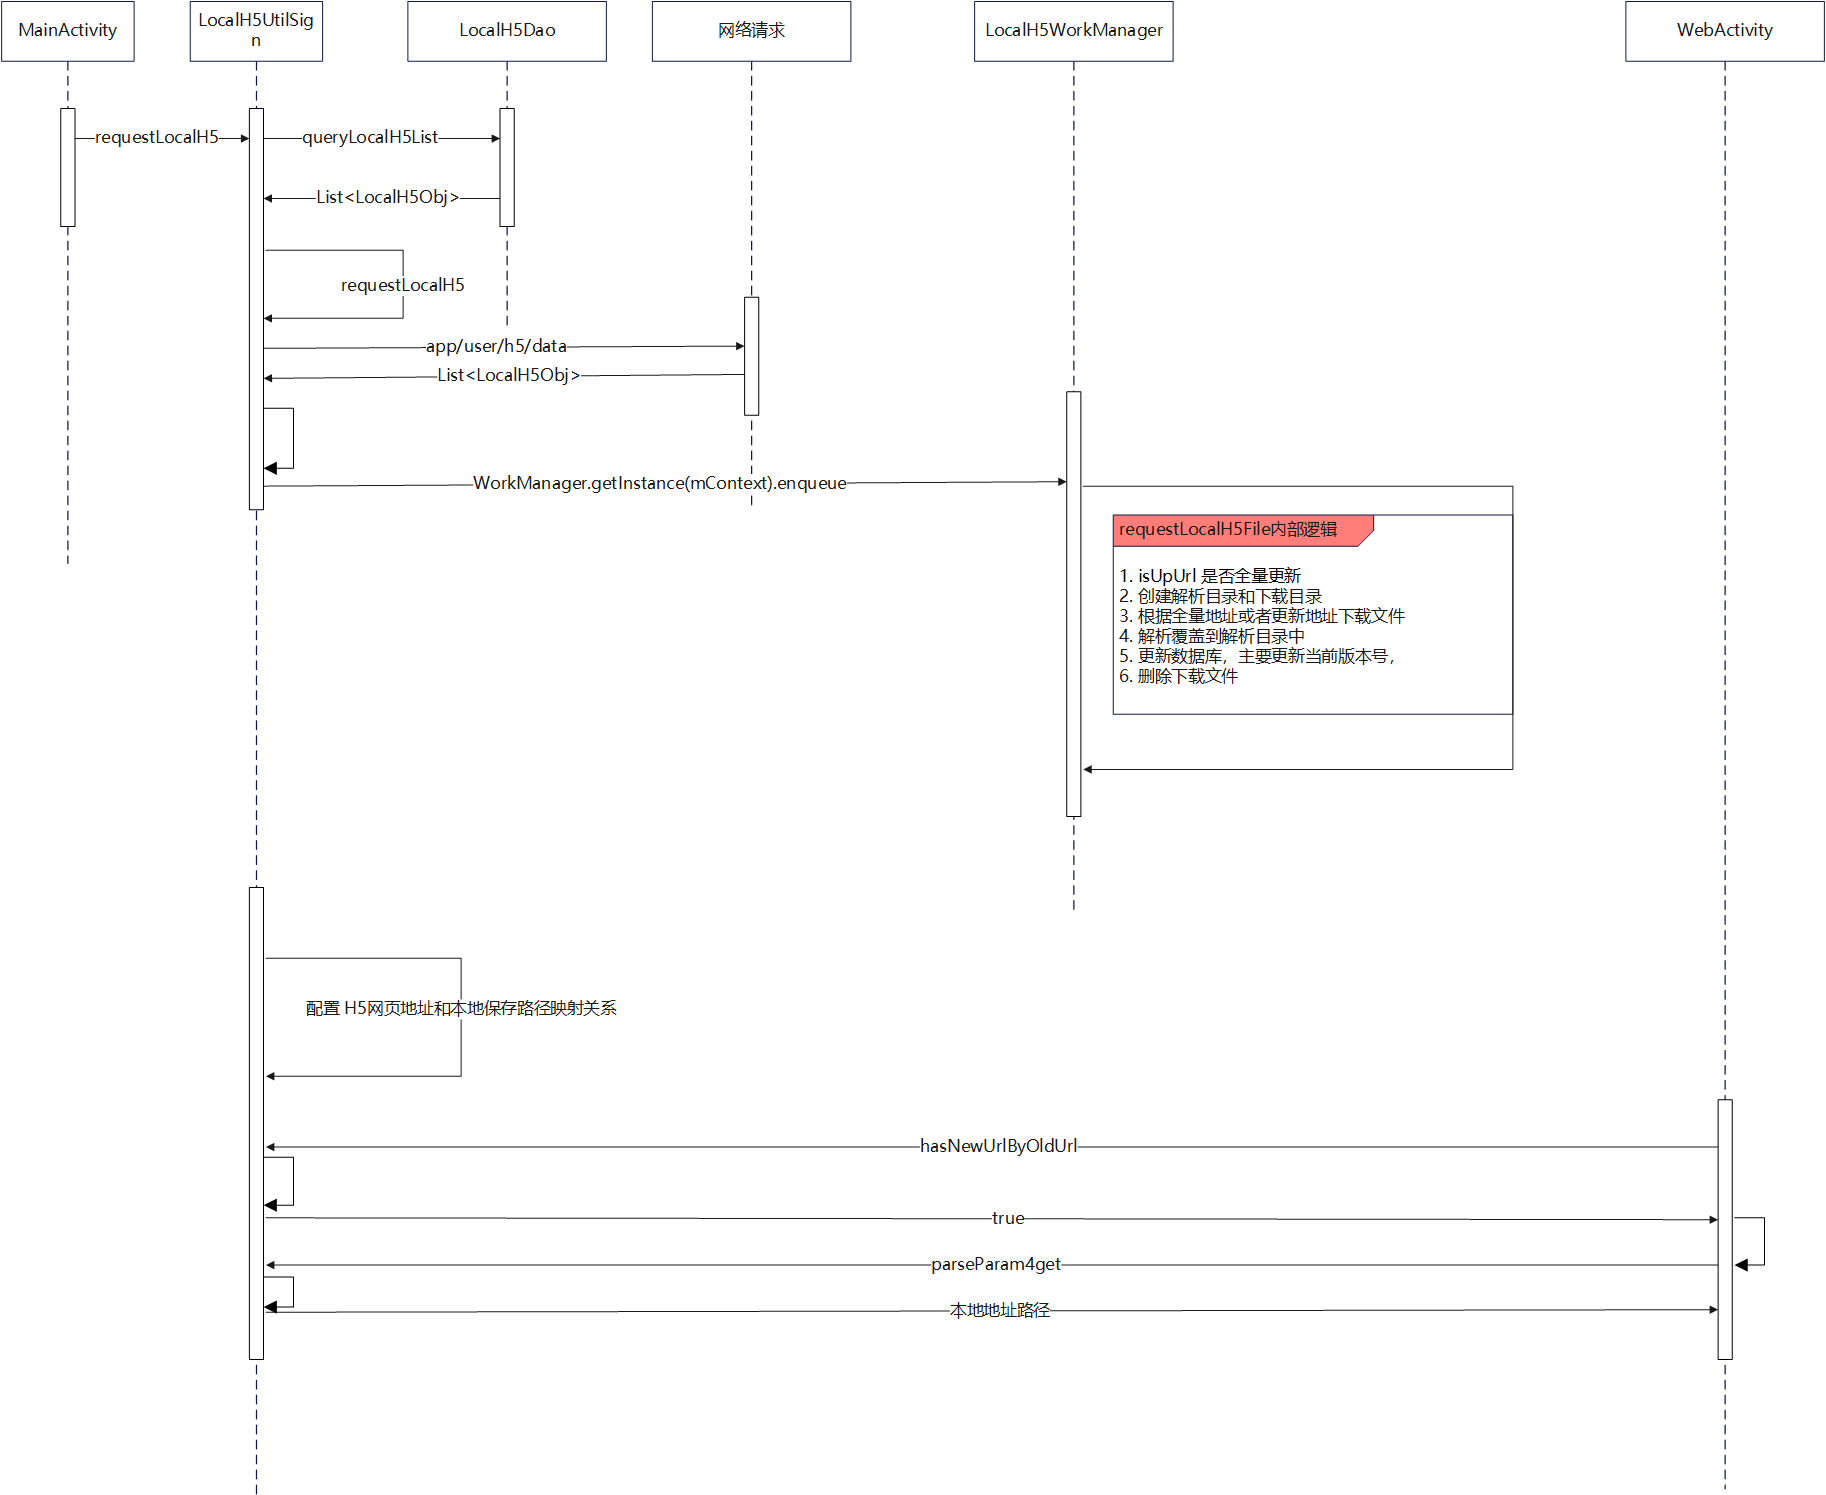 MainActivity
LocalH5UtilSig
n
LocalH5Dao
网络请求
LocalH5WorkManager
WebActivity
requestLocalH5
queryLocalH5List
List<LocalH5Obj>
requestLocalH5
app/user/h5/data
List<LocalH5Obj>
WorkManager.getInstance(mContext).enqueue
requestLocalH5File内部逻辑
1. isUpUrl 是否全量更新
2. 创建解析目录和下载目录
3. 根据全量地址或者更新地址下载文件
4. 解析覆盖到解析目录中
5. 更新数据库，主要更新当前版本号，
6. 删除下载文件
配置 H5网页地址和本地保存路径映射关系
hasNewUrlByOldUrl
true
parseParam4get
本地地址路径